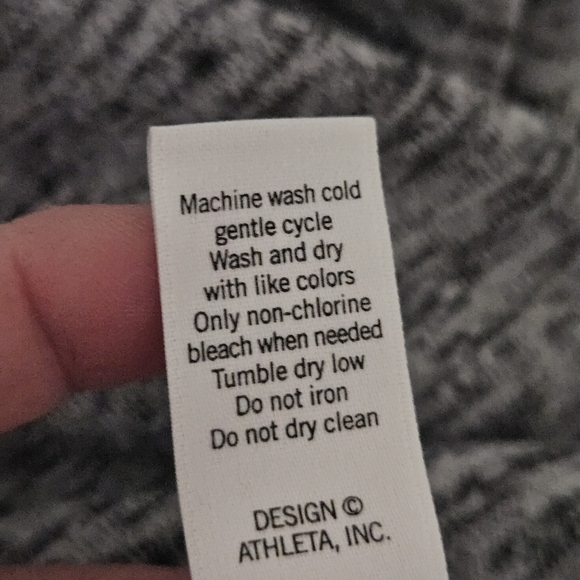 Machine wash cold
gentle cycle
Wash and dry
with like colors
Only non-chlorine
bleach when needed
Tumble dry low
Do not iron
Do not dry clean
DESIGN ©
ATHLETA, INC.